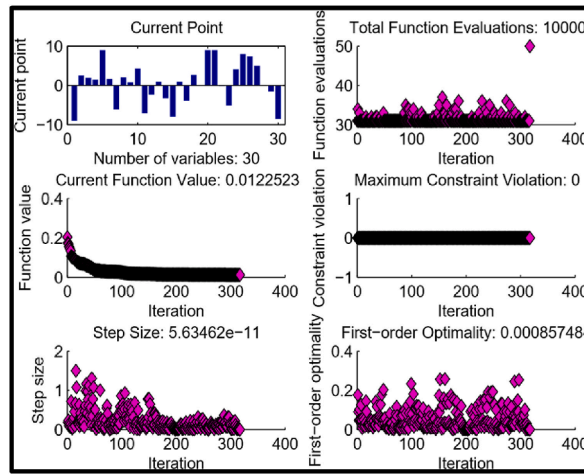 Current Point
Current point
10
0
−10
0
10
20
30
Number of variables: 30
Total Function Evaluations: 10000
Function evaluations
50
40
30
0
100
200
300
400
Iteration
Current Function Value: 0.0122523
Function value
0.4
0.2
0
0
100
200
300
400
Iteration
Maximum Constraint Violation: 0
Constraint violation
1
0
−1
0
100
200
300
400
Iteration
Step Size: 5.63462e-11
Step size
2
1
0
0
100
200
300
400
Iteration
First-order Optimality: 0.000857484
First-order optimality
0.4
0.2
0
0
100
200
300
400
Iteration